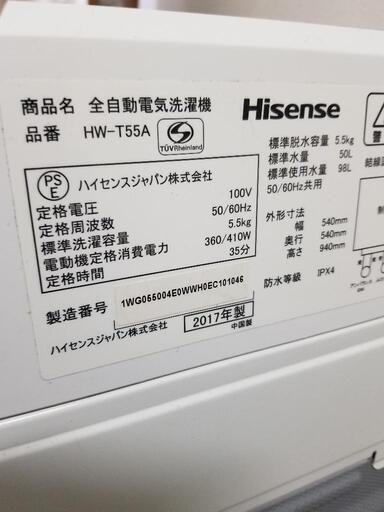 商品名 全自動電気洗濯機
品番 HW-T55A
TÜVRheinland
Hisense
標準脱水容量 5.5kg
標準水量 50L
標準使用水量 98L
50/60Hz共用
外形寸法
幅 540mm
奥行 540mm
高さ 940mm
防水等級 IPX4
PS
E
ハイセンスジャパン株式会社
定格電圧 100V
定格周波数 50/60Hz
標準洗濯容量 5.5kg
電動機定格消費電力 360/410W
定格時間 35分
製造番号 1WG055004E0WWH0EC101046
ハイセンスジャパン株式会社
2017年製
中国製
結線